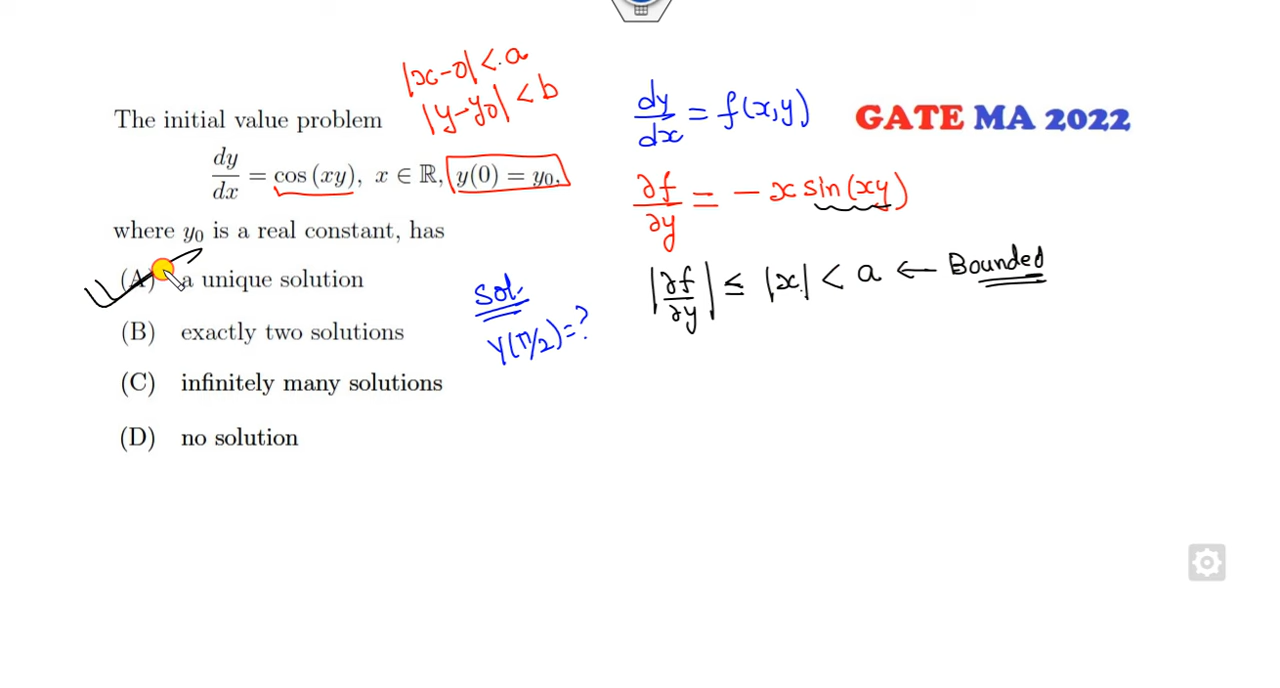 |x-0| < a
|y-y₀| < b
The initial value problem
dy/dx = cos (xy), x ∈ ℝ, y(0) = y₀,
where y₀ is a real constant, has
(A) a unique solution
(B) exactly two solutions
(C) infinitely many solutions
(D) no solution
Sol.
Y(π/2)=?
dy/dx = f(x,y)
GATE MA 2022
∂f/∂y = - x sin(xy)
|∂f/∂y| ≤ |x| < a ← Bounded